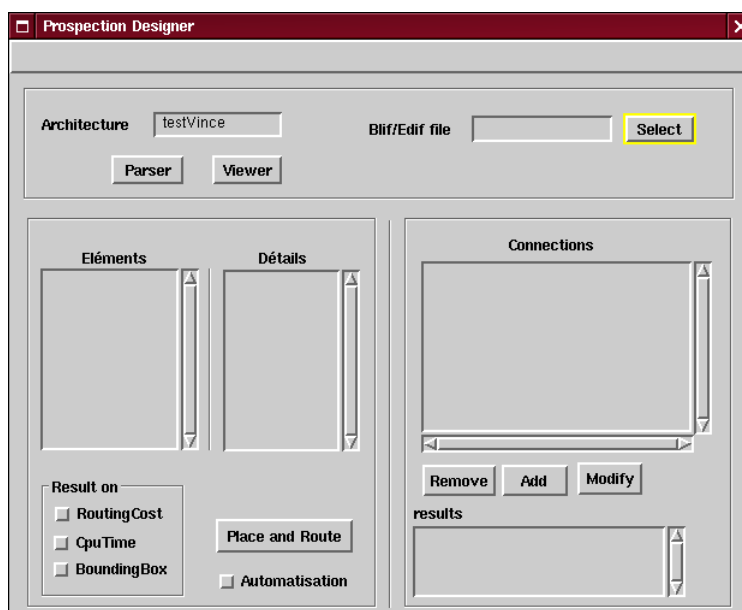 Prospection Designer
Architecture testVince Blif/Edif file Select
Parser Viewer
Eléments Détails Connections
Remove Add Modify
Result on
RoutingCost
CpuTime
BoundingBox
Place and Route
Automatisation
results